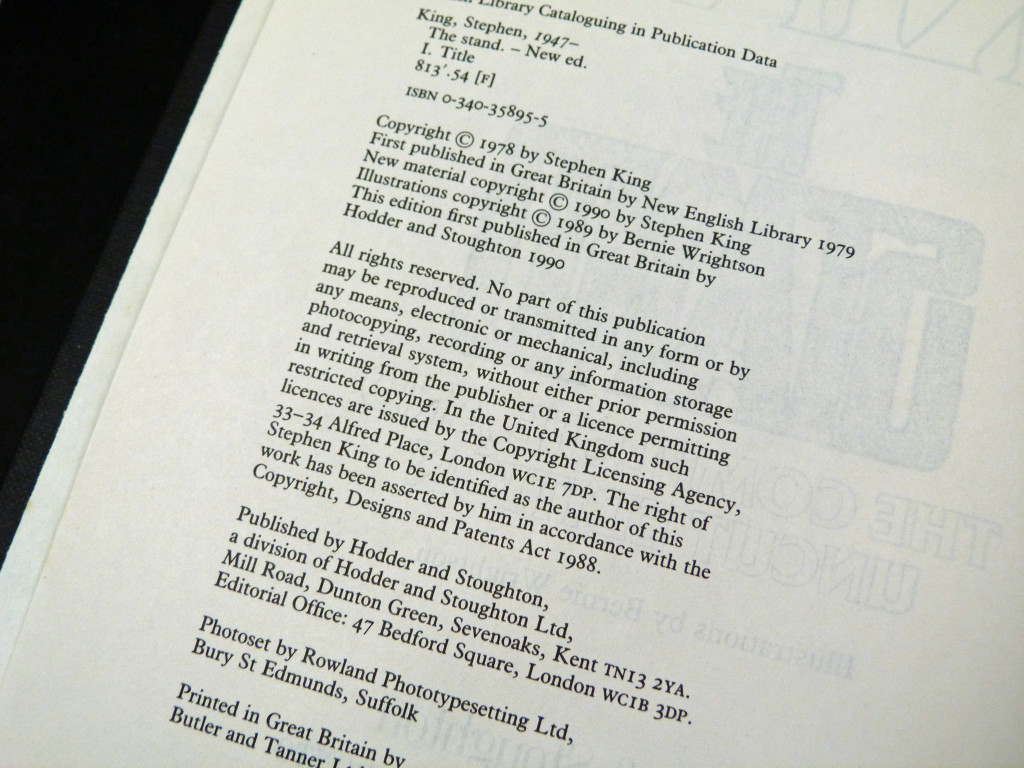 Library Cataloguing in Publication Data
King, Stephen, 1947–
The stand. – New ed.
I. Title
813'.54 [F]
ISBN 0-340-35895-5
Copyright © 1978 by Stephen King
First published in Great Britain by New English Library 1979
New material copyright © 1990 by Stephen King
Illustrations copyright © 1989 by Bernie Wrightson
This edition first published in Great Britain by
Hodder and Stoughton 1990
All rights reserved. No part of this publication
may be reproduced or transmitted in any form or by
any means, electronic or mechanical, including
photocopying, recording or any information storage
and retrieval system, without either prior permission
in writing from the publisher or a licence permitting
restricted copying. In the United Kingdom such
licences are issued by the Copyright Licensing Agency,
33–34 Alfred Place, London WC1E 7DP. The right of
Stephen King to be identified as the author of this
work has been asserted by him in accordance with the
Copyright, Designs and Patents Act 1988.
Published by Hodder and Stoughton,
a division of Hodder and Stoughton Ltd,
Mill Road, Dunton Green, Sevenoaks, Kent TN13 2YA.
Editorial Office: 47 Bedford Square, London WC1B 3DP.
Photoset by Rowland Phototypesetting Ltd,
Bury St Edmunds, Suffolk
Printed in Great Britain by
Butler and Tanner